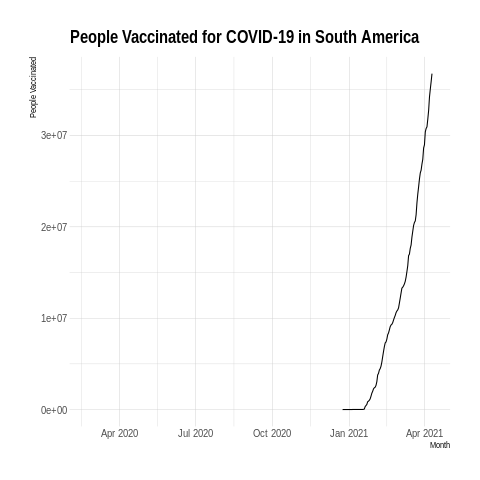 People Vaccinated for COVID-19 in South America
People Vaccinated
3e+07
2e+07
1e+07
0e+00
Apr 2020 Jul 2020 Oct 2020 Jan 2021 Apr 2021
Month